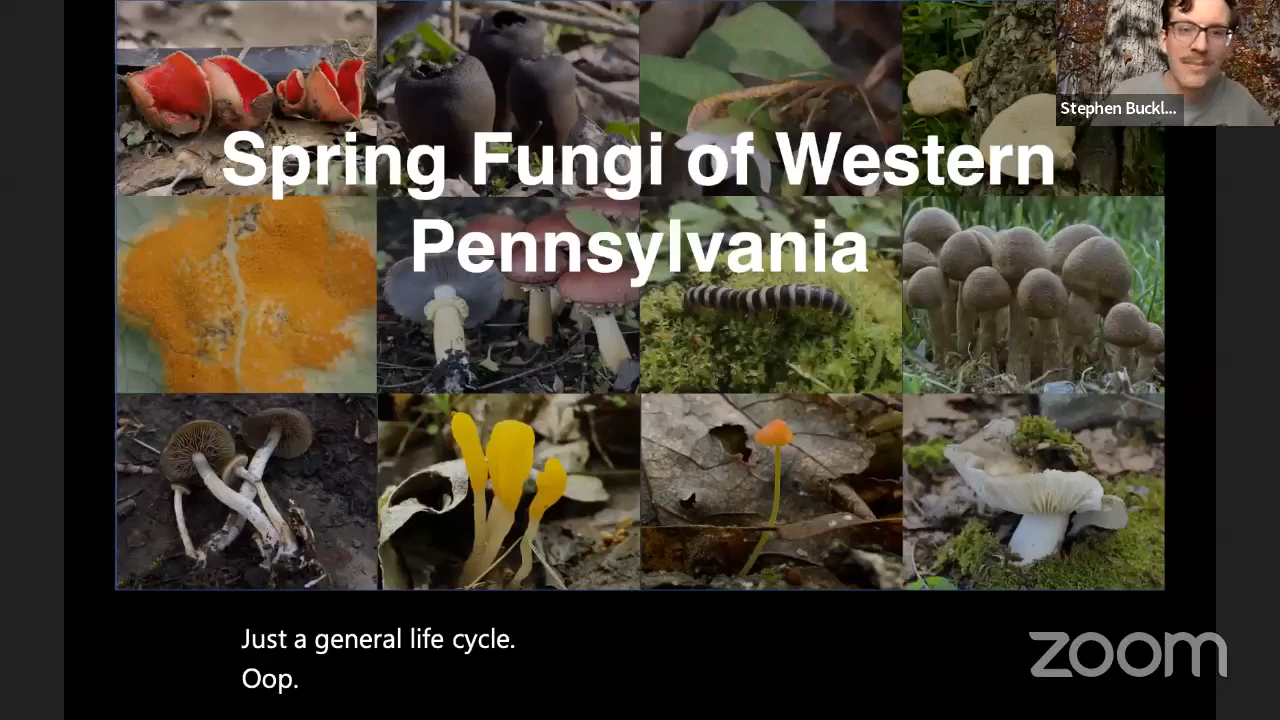 Stephen Buckl...
Spring Fungi of Western
Pennsylvania
Just a general life cycle.
Oop.
zoom